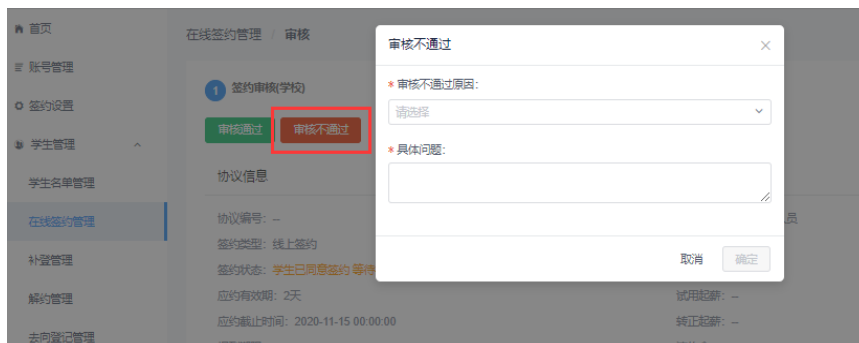 首页
账号管理
签约设置
学生管理
学生名单管理
在线签约管理
补登管理
解约管理
去向登记管理
在线签约管理 / 审核
1 签约审核(学校)
审核通过 审核不通过
协议信息
协议编号: --
签约类型: 线上签约
签约状态: 学生已同意签约 等待
应约有效期: 2天
应约截止时间: 2020-11-15 00:00:00
员
试用起薪: --
转正起薪: --
审核不通过
* 审核不通过原因:
请选择
* 具体问题:
取消 确定